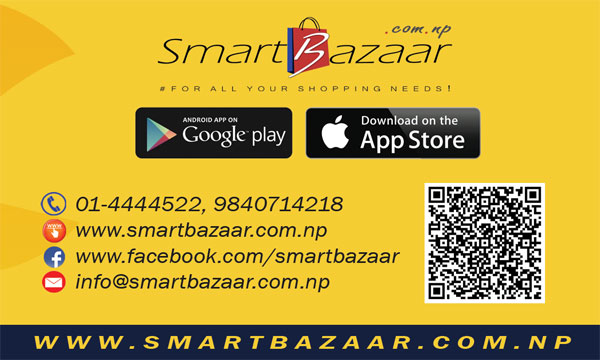 .com.np
SmartBazaar
#FOR ALL YOUR SHOPPING NEEDS!
ANDROID APP ON
Google play
Download on the
App Store
01-4444522, 9840714218
www
www.smartbazaar.com.np
f
www.facebook.com/smartbazaar
info@smartbazaar.com.np
WWW.SMARTBAZAAR.COM.NP